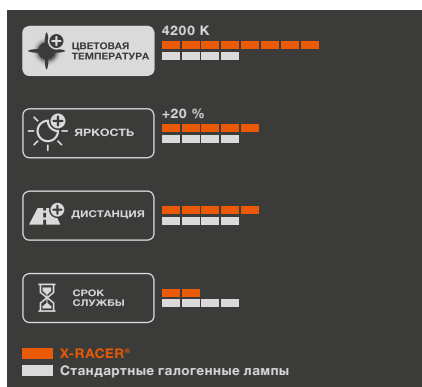 4200 K
ЦВЕТОВАЯ
ТЕМПЕРАТУРА
+20 %
ЯРКОСТЬ
ДИСТАНЦИЯ
СРОК
СЛУЖБЫ
X-RACER®
Стандартные галогенные лампы